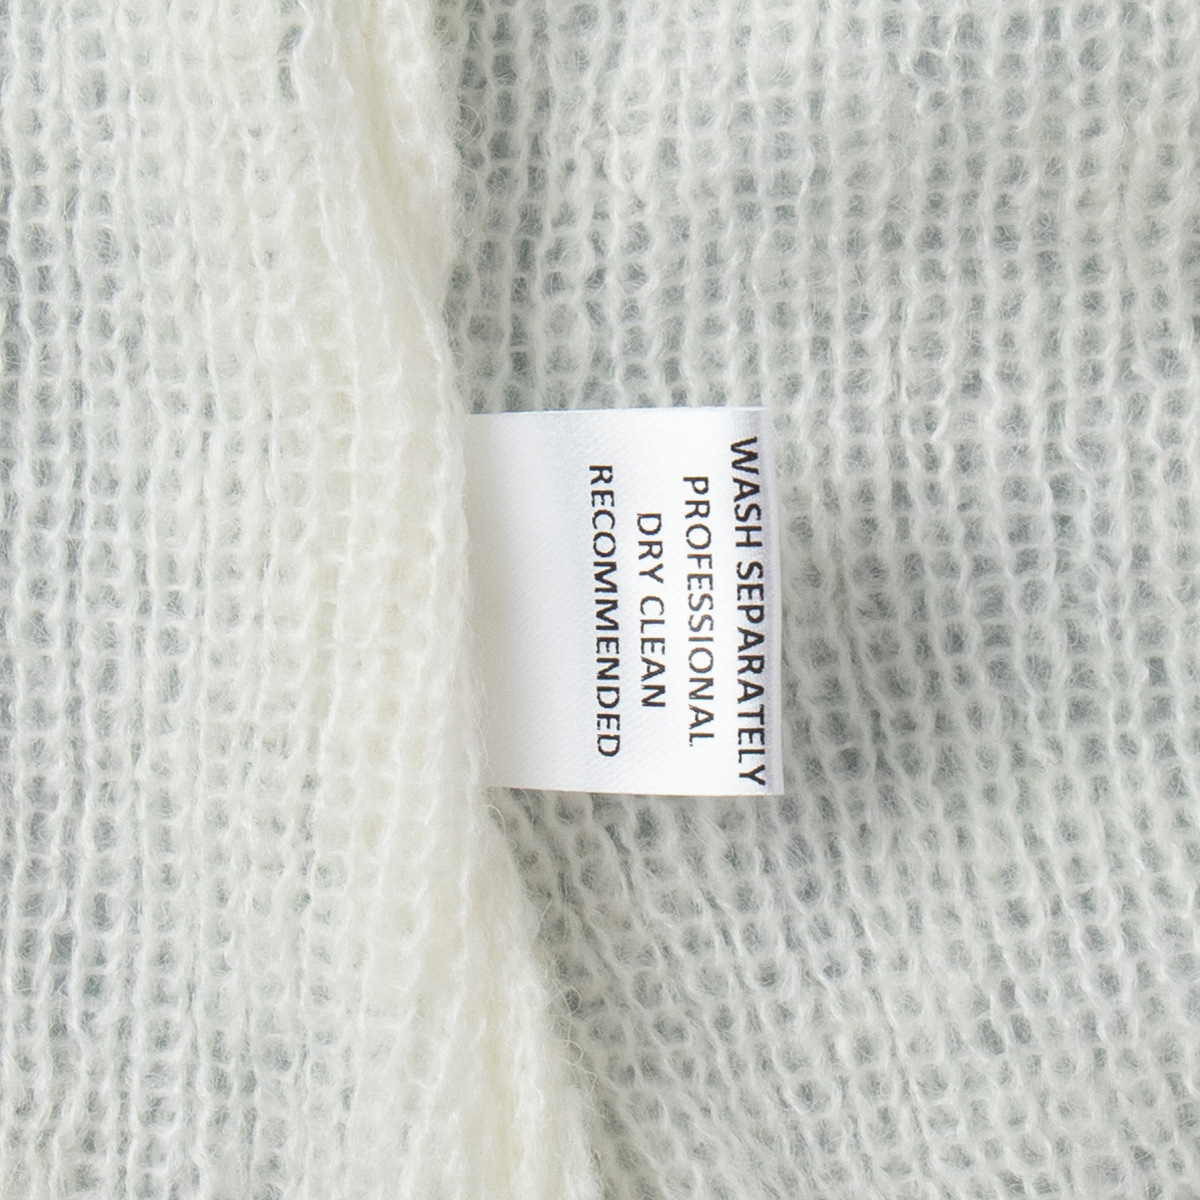 WASH SEPARATELY
PROFESSIONAL
DRY CLEAN
RECOMMENDED